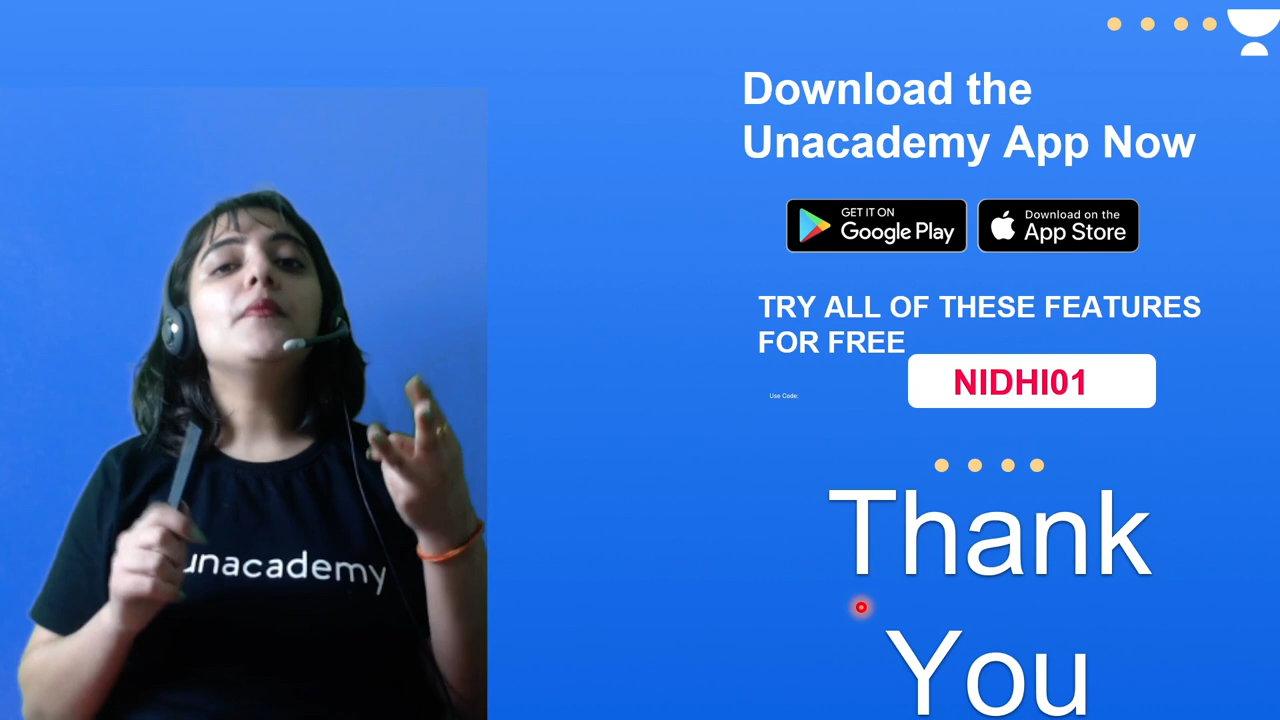 Download the
Unacademy App Now
GET IT ON
Google Play
Download on the
App Store
TRY ALL OF THESE FEATURES
FOR FREE
Use Code:
NIDHI01
unacademy
Thank
You